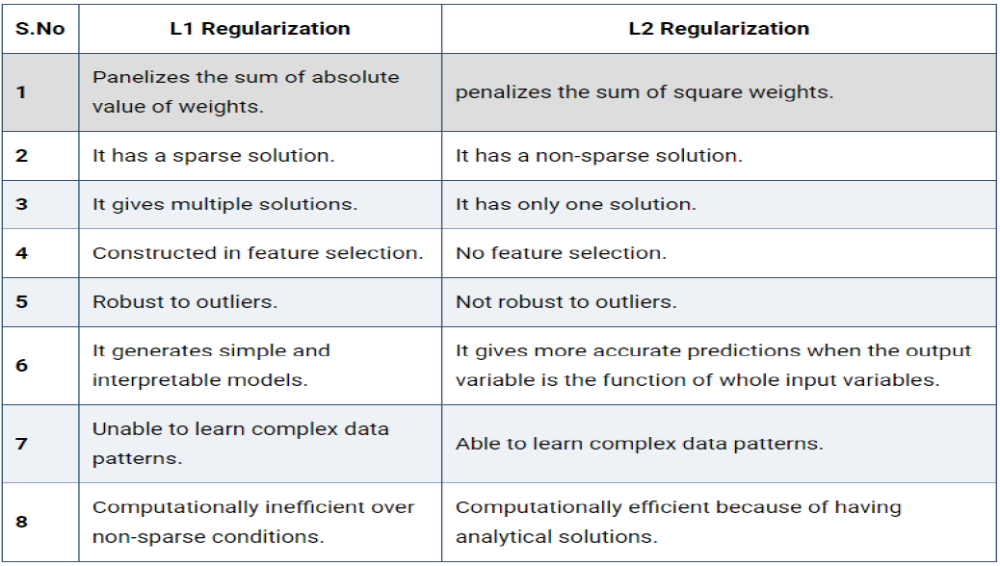 S.No L1 Regularization L2 Regularization
1 Panelizes the sum of absolute value of weights. penalizes the sum of square weights.
2 It has a sparse solution. It has a non-sparse solution.
3 It gives multiple solutions. It has only one solution.
4 Constructed in feature selection. No feature selection.
5 Robust to outliers. Not robust to outliers.
6 It generates simple and interpretable models. It gives more accurate predictions when the output variable is the function of whole input variables.
7 Unable to learn complex data patterns. Able to learn complex data patterns.
8 Computationally inefficient over non-sparse conditions. Computationally efficient because of having analytical solutions.